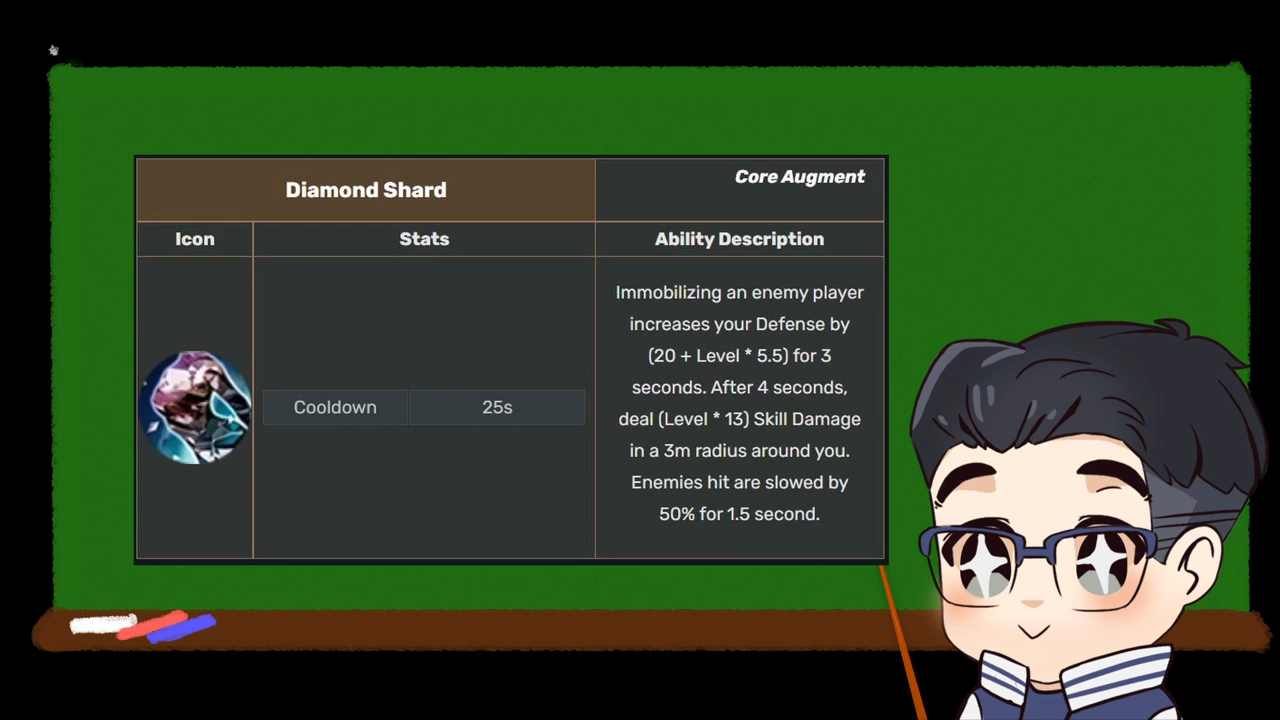 Diamond Shard
Core Augment
Icon
Stats
Ability Description
Cooldown
25s
Immobilizing an enemy player
increases your Defense by
(20 + Level * 5.5) for 3
seconds. After 4 seconds,
deal (Level * 13) Skill Damage
in a 3m radius around you.
Enemies hit are slowed by
50% for 1.5 second.